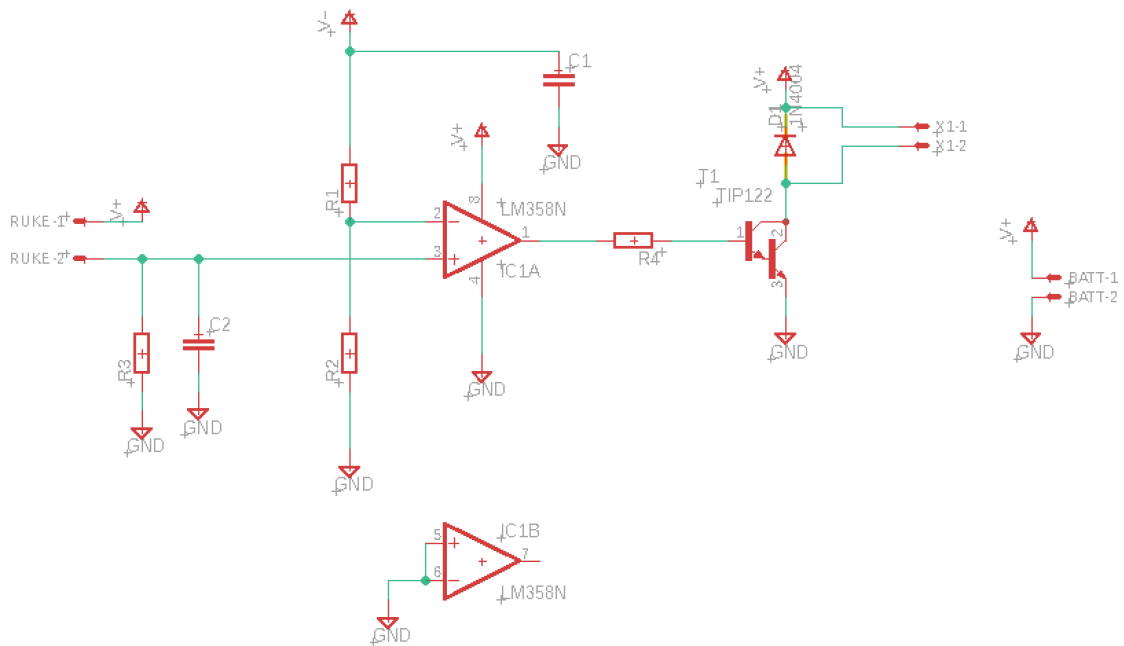 V-
C1
GND
V+
D1
1N4004
X1-1
X1-2
V+
8
R1
2
3
LM358N
1
IC1A
4
GND
RUKE-1
V+
RUKE-2
R3
GND
C2
GND
R2
GND
R4
T1
TIP122
1
2
3
GND
V+
BATT-1
BATT-2
GND
IC1B
5
6
7
LM358N
GND